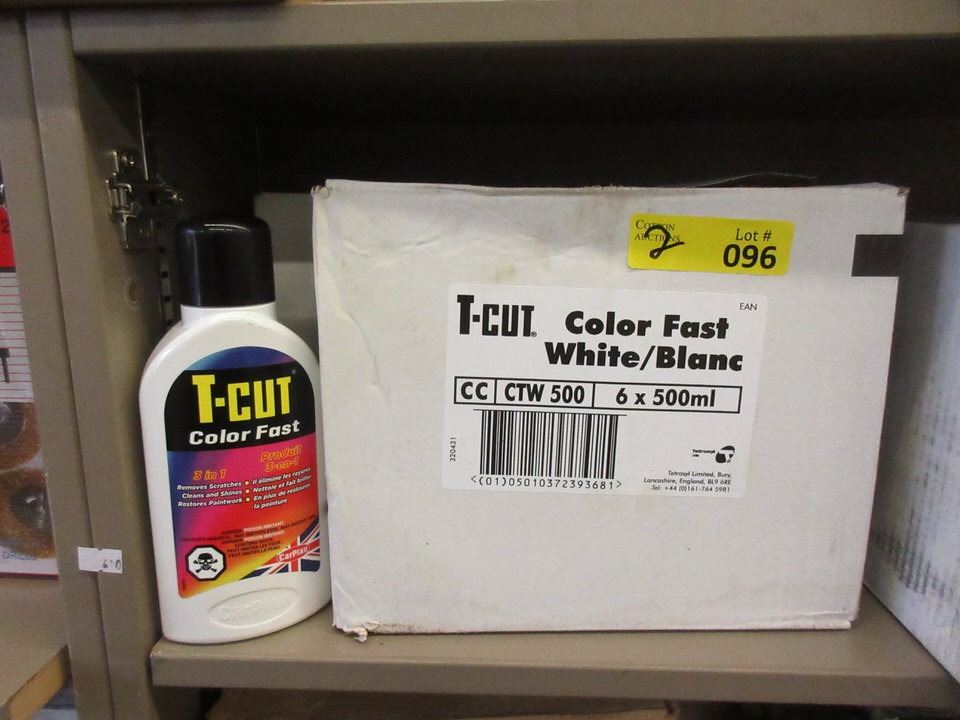 T-CUT
Color Fast
3 in 1
Removes Scratches
Cleans and Shines
Restores Paintwork
Produit
3-en-1
Il élimine les rayures
Nettoie et fait briller
En plus de restaurer
la peinture
CarPlan
COTTON
AUCTIONS
2
Lot #
096
EAN
T-CUT® Color Fast
White/Blanc
CC CTW 500 6 x 500ml
320431
<(01)05010372393681>
Tetrosyl
Tetrosyl Limited, Bury,
Lancashire, England, BL9 6RE
Tel: +44 (0)161-764 5981